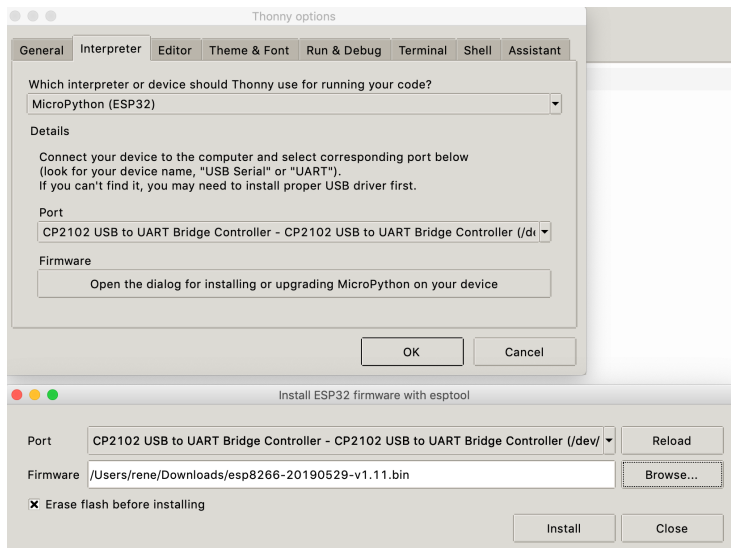 Thonny options
General Interpreter Editor Theme & Font Run & Debug Terminal Shell Assistant
Which interpreter or device should Thonny use for running your code?
MicroPython (ESP32)
Details
Connect your device to the computer and select corresponding port below
(look for your device name, "USB Serial" or "UART").
If you can't find it, you may need to install proper USB driver first.
Port
CP2102 USB to UART Bridge Controller - CP2102 USB to UART Bridge Controller (/de
Firmware
Open the dialog for installing or upgrading MicroPython on your device
OK Cancel
Install ESP32 firmware with esptool
Port CP2102 USB to UART Bridge Controller - CP2102 USB to UART Bridge Controller (/dev/ Reload
Firmware /Users/rene/Downloads/esp8266-20190529-v1.11.bin Browse...
Erase flash before installing
Install Close